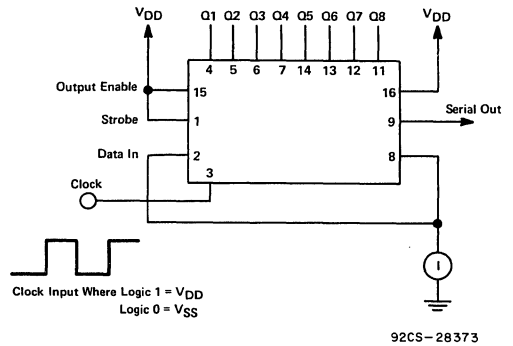 VDD Q1 Q2 Q3 Q4 Q5 Q6 Q7 Q8 VDD
4 5 6 7 14 13 12 11
Output Enable 15 16
Serial Out
Strobe 1 9
Data In 2 8
3
Clock
I
Clock Input Where Logic 1 = VDD
Logic 0 = VSS
92CS-28373